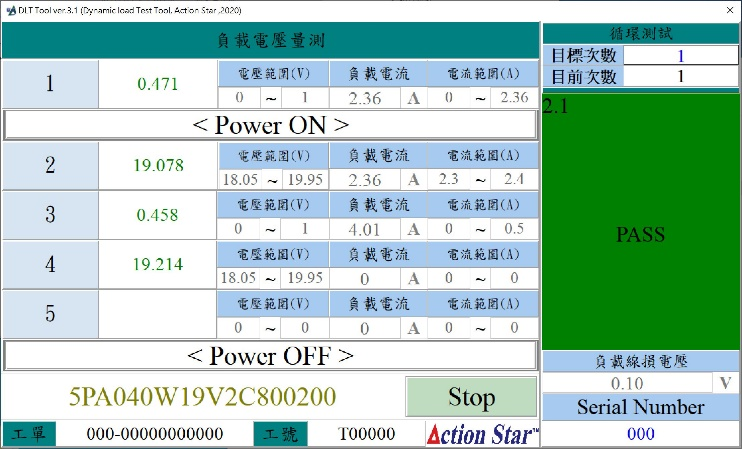 DLT Tool ver.3.1 (Dynamic load Test Tool, Action Star ,2020)
負載電壓量測
1 0.471 電壓範圍(V) 負載電流 電流範圍(A)
0 ~ 1 2.36 A 0 ~ 2.36
< Power ON >
2 19.078 電壓範圍(V) 負載電流 電流範圍(A)
18.05 ~ 19.95 2.36 A 2.3 ~ 2.4
3 0.458 電壓範圍(V) 負載電流 電流範圍(A)
0 ~ 1 4.01 A 0 ~ 0.5
4 19.214 電壓範圍(V) 負載電流 電流範圍(A)
18.05 ~ 19.95 0 A 0 ~ 0
5 電壓範圍(V) 負載電流 電流範圍(A)
0 ~ 0 0 A 0 ~ 0
< Power OFF >
5PA040W19V2C800200 Stop
工單 000-00000000000 工號 T00000 Action Star™
循環測試
目標次數 1
目前次數 1
2.1
PASS
負載線損電壓
0.10 V
Serial Number
000